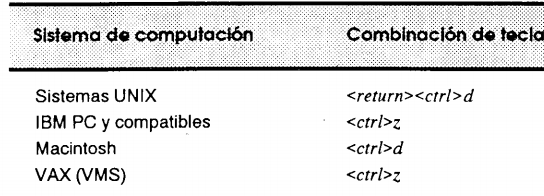 Sistema de computación Combinación de tecla
Sistemas UNIX <return><ctrl>d
IBM PC y compatibles <ctrl>z
Macintosh <ctrl>d
VAX (VMS) <ctrl>z